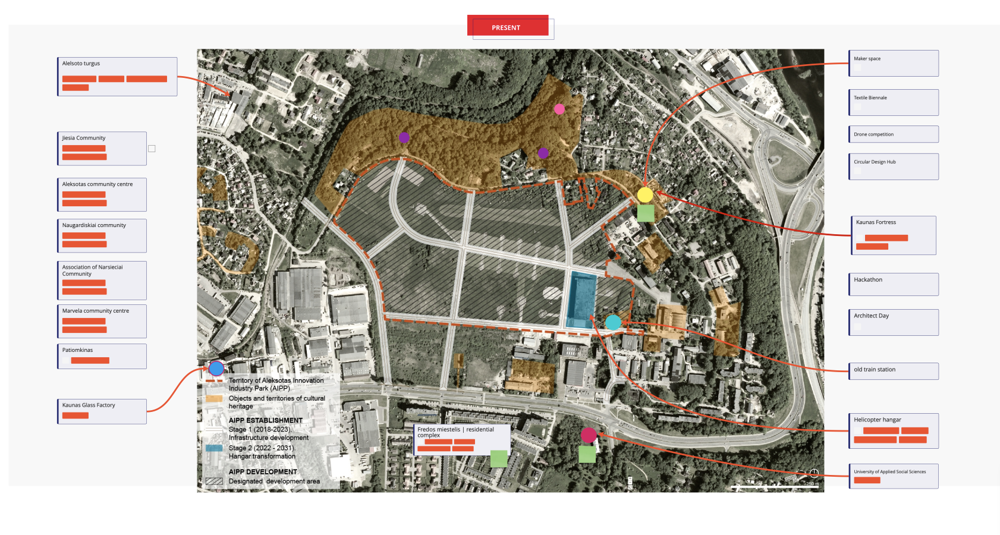 PRESENT
Alelsoto turgus
Jiesia Community
Aleksotas community centre
Naugardiskiai community
Association of Narsieciai
Community
Marvela community centre
Patiomkinas
Kaunas Glass Factory
Territory of Aleksotas Innovation
Industry Park (AIPP)
Objects and territories of cultural
heritage
AIPP ESTABLISHMENT
Stage 1 (2018-2023).
Infrastructure development
Stage 2 (2022 - 2031).
Hangar transformation
AIPP DEVELOPMENT
Designated development area
Fredos miestelis | residential
complex
250 m
Maker space
Textile Biennale
Drone competition
Circular Design Hub
Kaunas Fortress
Hackathon
Architect Day
old train station
Helicopter hangar
University of Applied Social Sciences